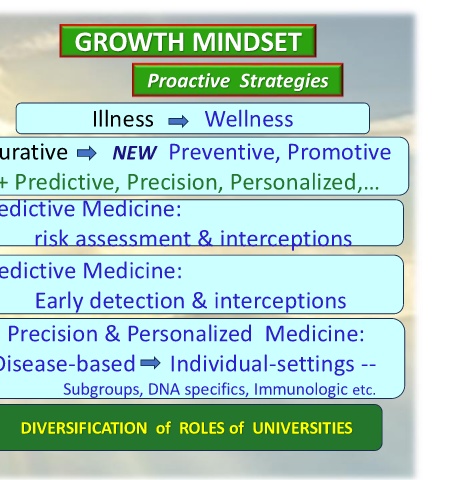 GROWTH MINDSET
Proactive Strategies
Illness Wellness
urative NEW Preventive, Promotive
+ Predictive, Precision, Personalized,...
edictive Medicine:
risk assessment & interceptions
edictive Medicine:
Early detection & interceptions
Precision & Personalized Medicine:
Disease-based Individual-settings --
Subgroups, DNA specifics, Immunologic etc.
DIVERSIFICATION of ROLES of UNIVERSITIES